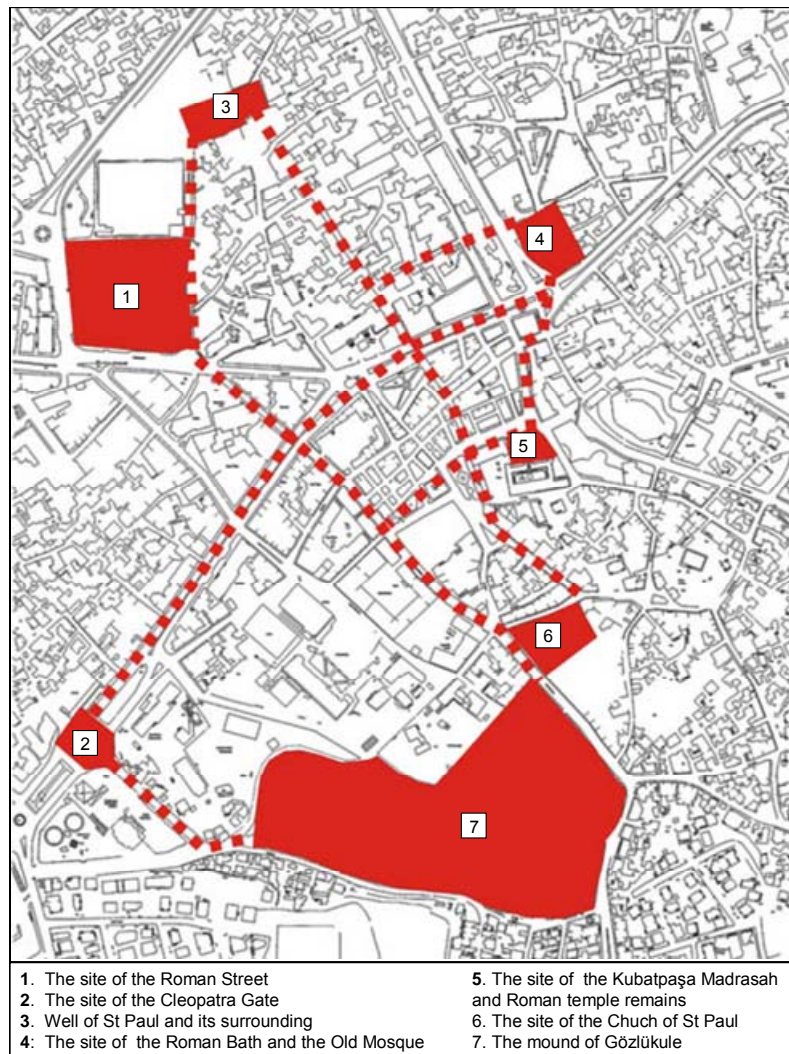 3
4
1
5
6
2
7
1. The site of the Roman Street
2. The site of the Cleopatra Gate
3. Well of St Paul and its surrounding
4: The site of the Roman Bath and the Old Mosque
5. The site of the Kubatpaşa Madrasah
and Roman temple remains
6. The site of the Chuch of St Paul
7. The mound of Gözlükule